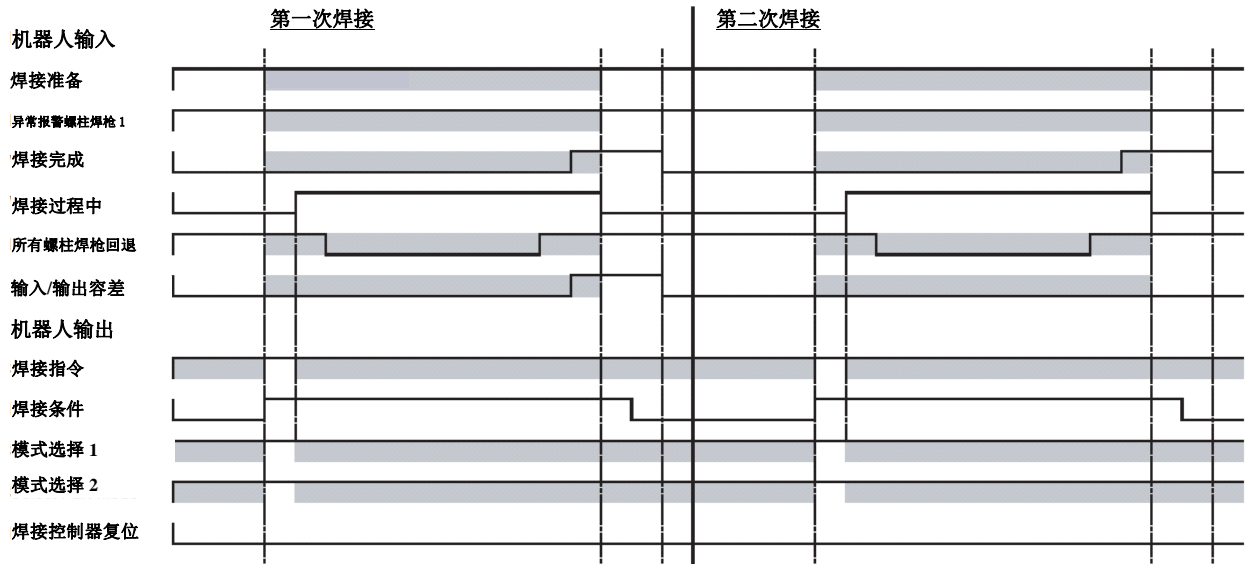 第一次焊接
第二次焊接
机器人输入
焊接准备
异常报警螺柱焊枪 1
焊接完成
焊接过程中
所有螺柱焊枪回退
输入/输出容差
机器人输出
焊接指令
焊接条件
模式选择 1
模式选择 2
焊接控制器复位